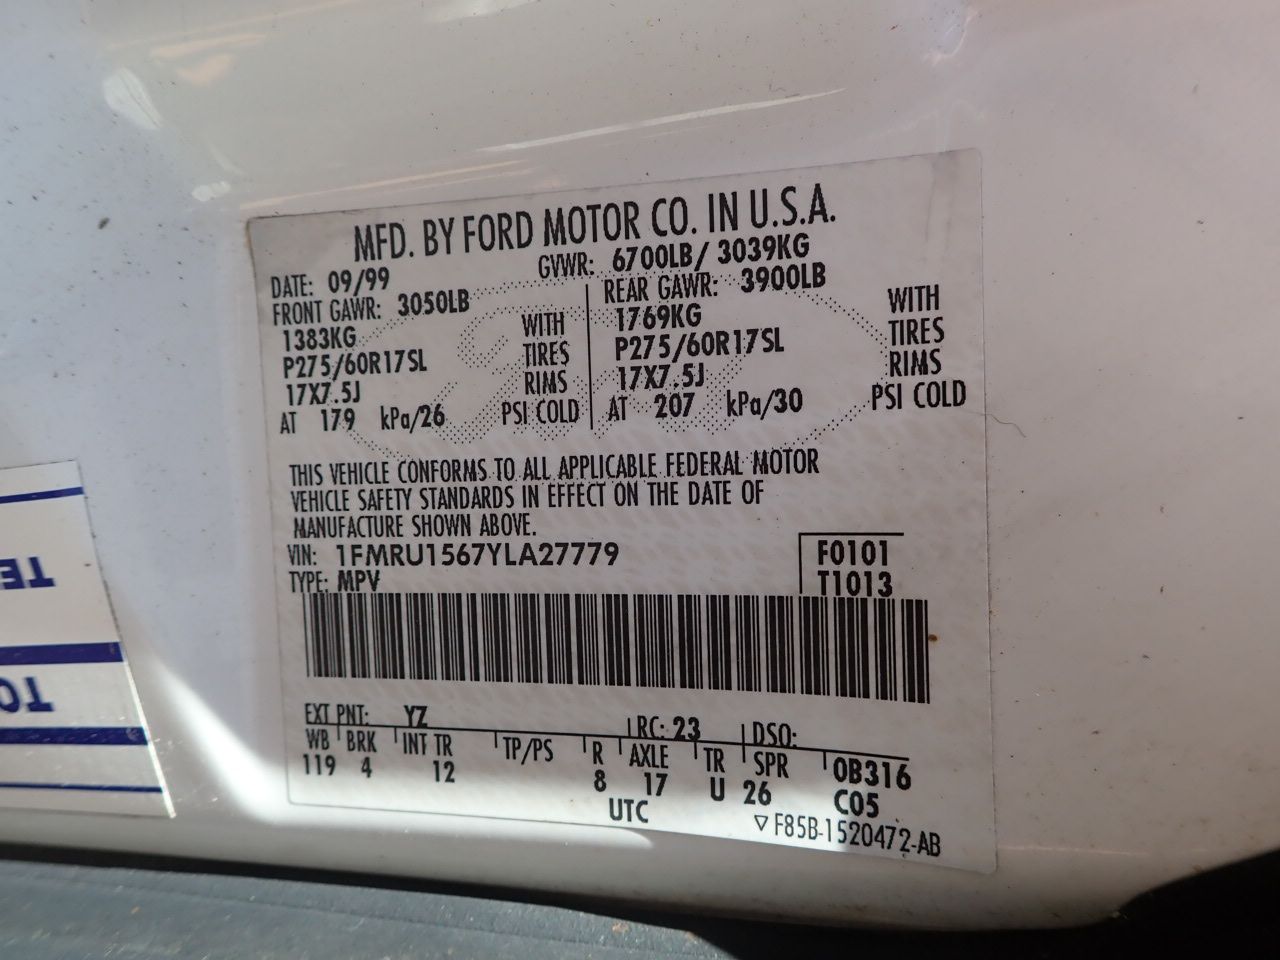 MFD. BY FORD MOTOR CO. IN U.S.A.
DATE: 09/99 GVWR: 6700LB / 3039KG
FRONT GAWR: 3050LB REAR GAWR: 3900LB
1383KG WITH 1769KG WITH
P275/60R17SL TIRES P275/60R17SL TIRES
17X7.5J RIMS 17X7.5J RIMS
AT 179 kPa/26 PSI COLD AT 207 kPa/30 PSI COLD
THIS VEHICLE CONFORMS TO ALL APPLICABLE FEDERAL MOTOR
VEHICLE SAFETY STANDARDS IN EFFECT ON THE DATE OF
MANUFACTURE SHOWN ABOVE.
VIN: 1FMRU1567YLA27779 F0101
TYPE: MPV T1013
EXT PNT: YZ RC: 23 DSO:
WB BRK INT TR TP/PS R AXLE TR SPR 0B316
119 4 12 8 17 U 26 C05
UTC
▽F85B-1520472-AB
TE
TO